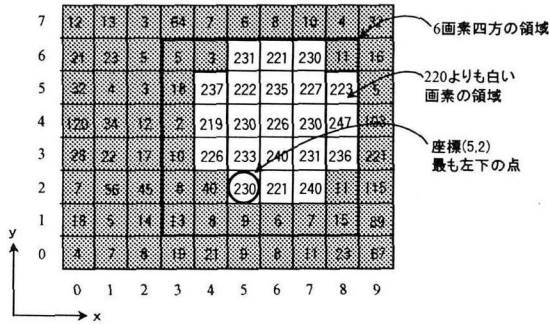 7 12 13 3 64 7 6 8 10 4 32
6画素四方の領域
6 21 23 5 5 3 231 221 230 11 16
220よりも白い
画素の領域
5 32 4 3 18 237 222 235 227 223 5
4 120 34 12 2 219 230 226 230 247
座標(5,2)
最も左下の点
3 22 17 10 226 233 240 231 236 221
2 7 56 45 8 40 230 221 240 11 115
1 18 5 14 13 8 9 6 7 15 89
y
0 4 7 8 19 21 9 8 11 23 67
0 1 2 3 4 5 6 7 8 9
x